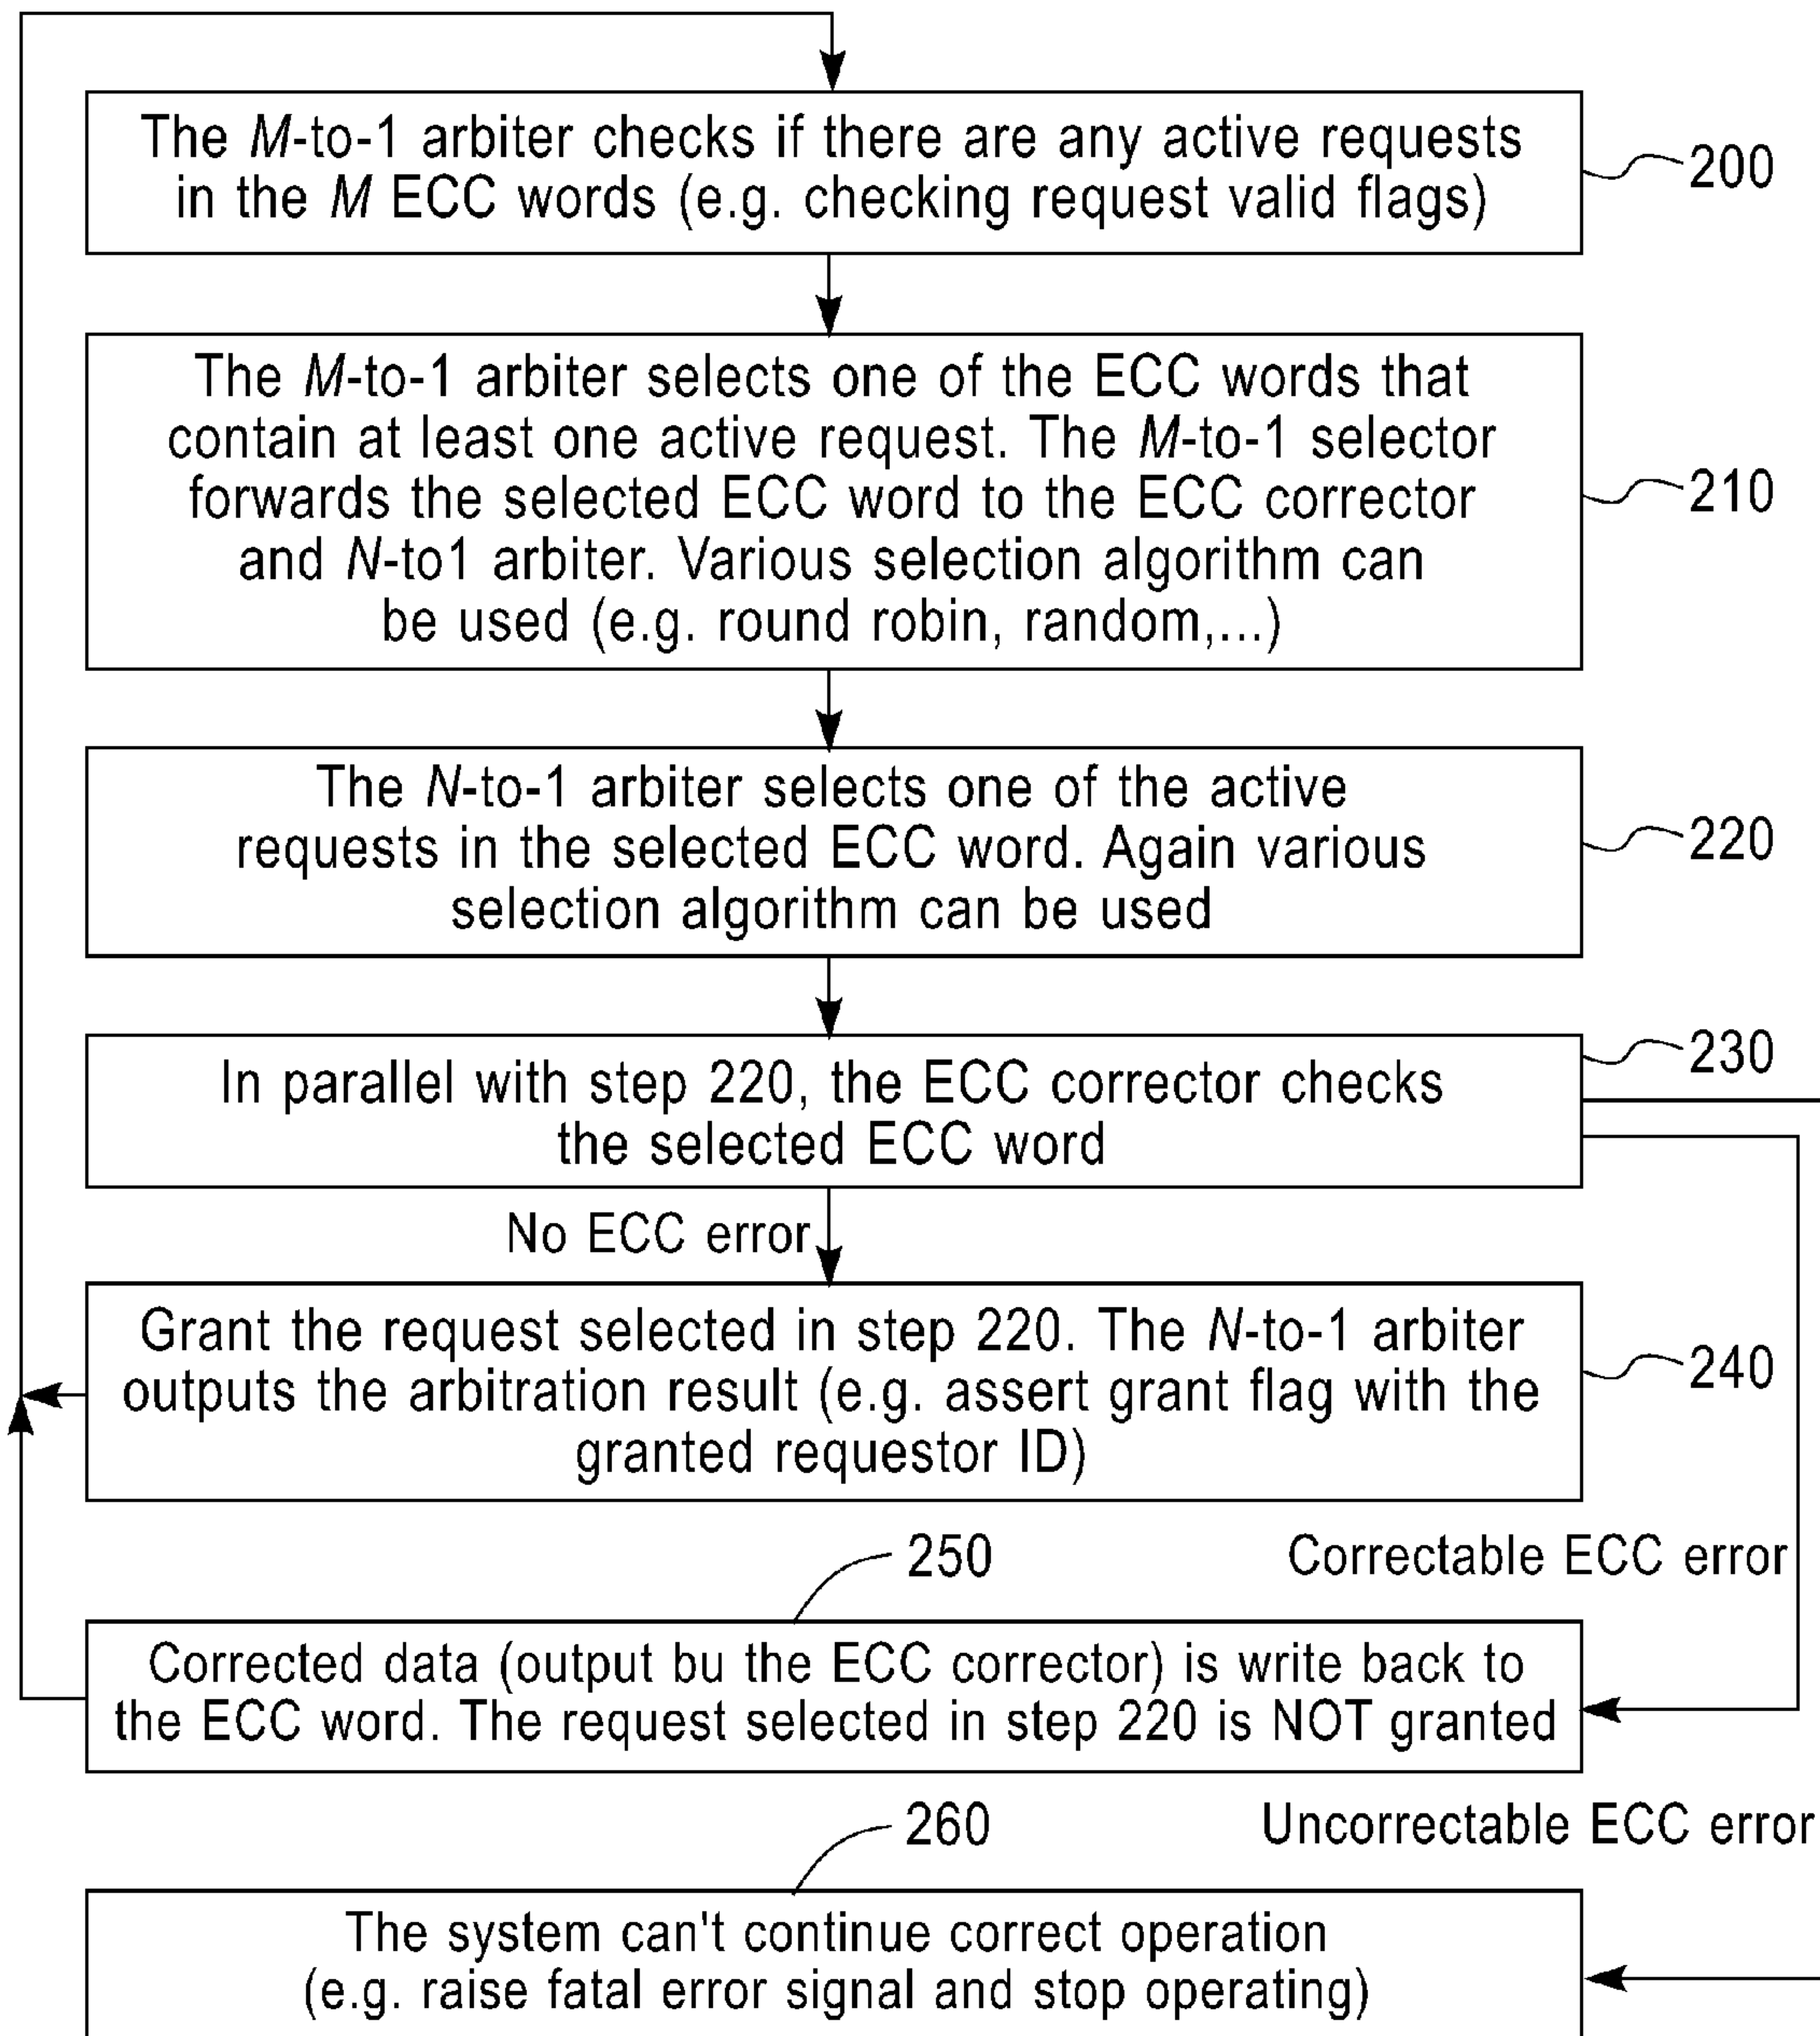 The M-to-1 arbiter checks if there are any active requests
in the M ECC words (e.g. checking request valid flags)
200
The M-to-1 arbiter selects one of the ECC words that
contain at least one active request. The M-to-1 selector
forwards the selected ECC word to the ECC corrector
and N-to1 arbiter. Various selection algorithm can
be used (e.g. round robin, random,...)
210
The N-to-1 arbiter selects one of the active
requests in the selected ECC word. Again various
selection algorithm can be used
220
In parallel with step 220, the ECC corrector checks
the selected ECC word
230
No ECC error
Grant the request selected in step 220. The N-to-1 arbiter
outputs the arbitration result (e.g. assert grant flag with the
granted requestor ID)
240
250
Correctable ECC error
Corrected data (output bu the ECC corrector) is write back to
the ECC word. The request selected in step 220 is NOT granted
260
Uncorrectable ECC error
The system can't continue correct operation
(e.g. raise fatal error signal and stop operating)